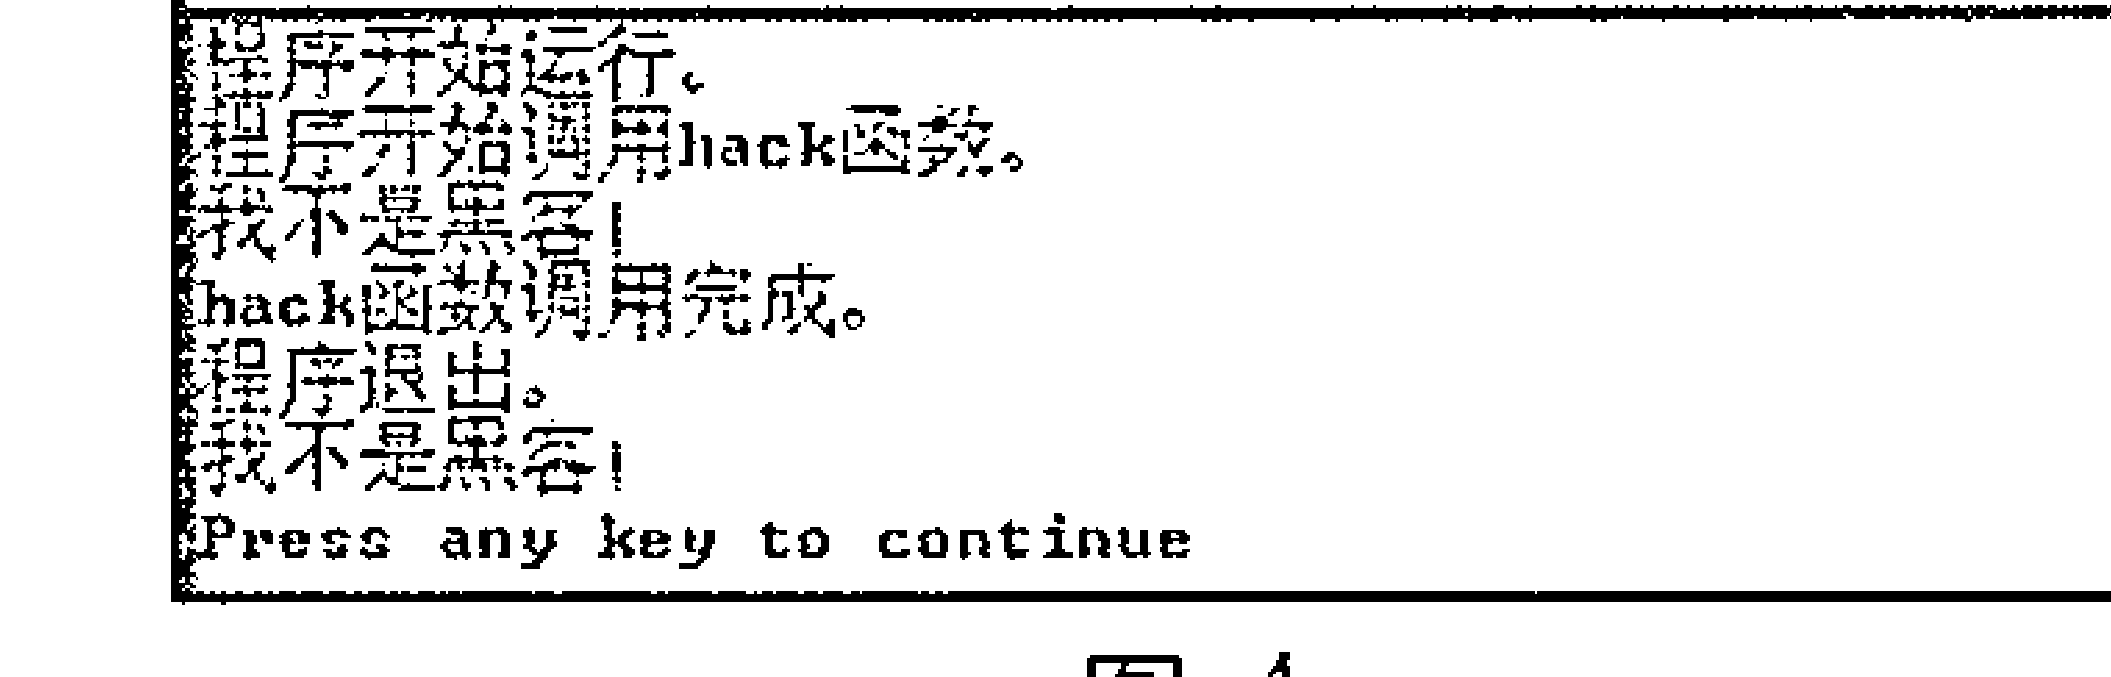 程序开始运行。
程序开始调用hack函数。
我不是黑客!
hack函数调用完成。
程序退出。
我不是黑客!
Press any key to continue